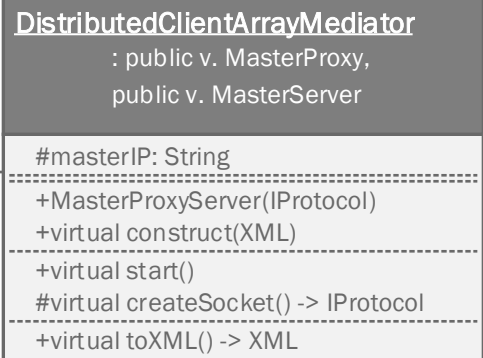 DistributedClientArrayMediator
: public v. MasterProxy,
public v. MasterServer
#masterIP: String
+MasterProxyServer(IProtocol)
+virtual construct(XML)
+virtual start()
#virtual createSocket() -> IProtocol
+virtual toXML() -> XML